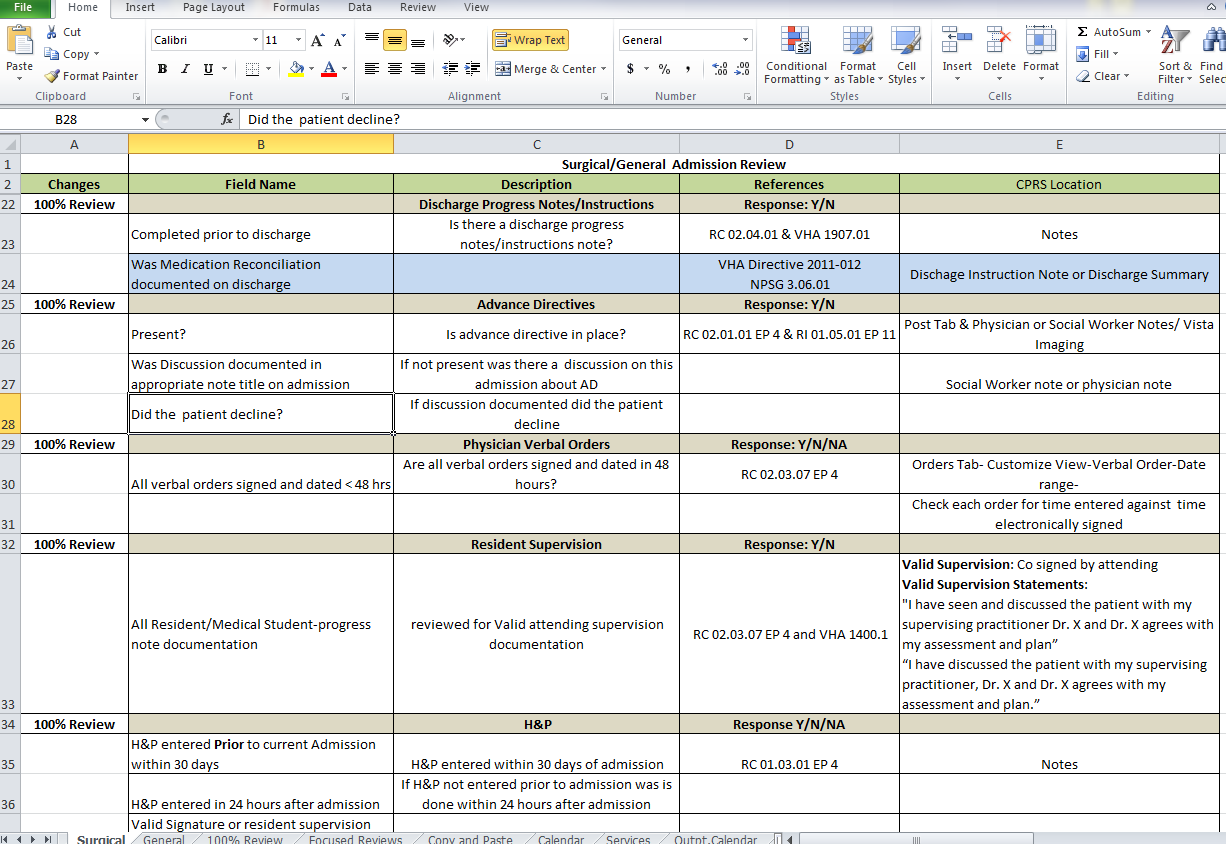 File Home Insert Page Layout Formulas Data Review View
Paste
Cut
Copy
Format Painter
Clipboard
Calibri 11 A A
B I U A
Font
Wrap Text
Merge & Center
Alignment
General
$ % , .00 .0
Number
Conditional Formatting
Format as Table
Cell Styles
Styles
Insert Delete Format
Cells
Σ AutoSum
Fill
Clear
Sort & Filter
Find
Editing
B28 fx Did the  patient decline?
A B C D E
1 Surgical/General  Admission Review
2 Changes Field Name Description References CPRS Location
22 100% Review Discharge Progress Notes/Instructions Response: Y/N
23 Completed prior to discharge
Is there a discharge progress
notes/instructions note?
RC 02.04.01 & VHA 1907.01
Notes
24 Was Medication Reconciliation
documented on discharge
VHA Directive 2011-012
NPSG 3.06.01
Dischage Instruction Note or Discharge Summary
25 100% Review Advance Directives Response: Y/N
26 Present?
Is advance directive in place?
RC 02.01.01 EP 4 & RI 01.05.01 EP 11
Post Tab & Physician or Social Worker Notes/ Vista
Imaging
27 Was Discussion documented in
appropriate note title on admission
If not present was there a  discussion on this
admission about AD
Social Worker note or physician note
28 Did the  patient decline?
If discussion documented did the patient
decline
29 100% Review Physician Verbal Orders Response: Y/N/NA
30 All verbal orders signed and dated < 48 hrs
Are all verbal orders signed and dated in 48
hours?
RC 02.03.07 EP 4
Orders Tab- Customize View-Verbal Order-Date
range-
31 Check each order for time entered against  time
electronically signed
32 100% Review Resident Supervision Response: Y/N
33 All Resident/Medical Student-progress
note documentation
reviewed for Valid attending supervision
documentation
RC 02.03.07 EP 4 and VHA 1400.1
Valid Supervision: Co signed by attending
Valid Supervision Statements:
"I have seen and discussed the patient with my
supervising practitioner Dr. X and Dr. X agrees with
my assessment and plan”
“I have discussed the patient with my supervising
practitioner, Dr. X and Dr. X agrees with my
assessment and plan.”
34 100% Review H&P Response Y/N/NA
35 H&P entered Prior to current Admission
within 30 days
H&P entered within 30 days of admission
RC 01.03.01 EP 4
Notes
36 H&P entered in 24 hours after admission
If H&P not entered prior to admission was is
done within 24 hours after admission
Valid Signature or resident supervision
Surgical General 100% Review Focused Reviews Copy and Paste Calendar Services Outpt.Calendar